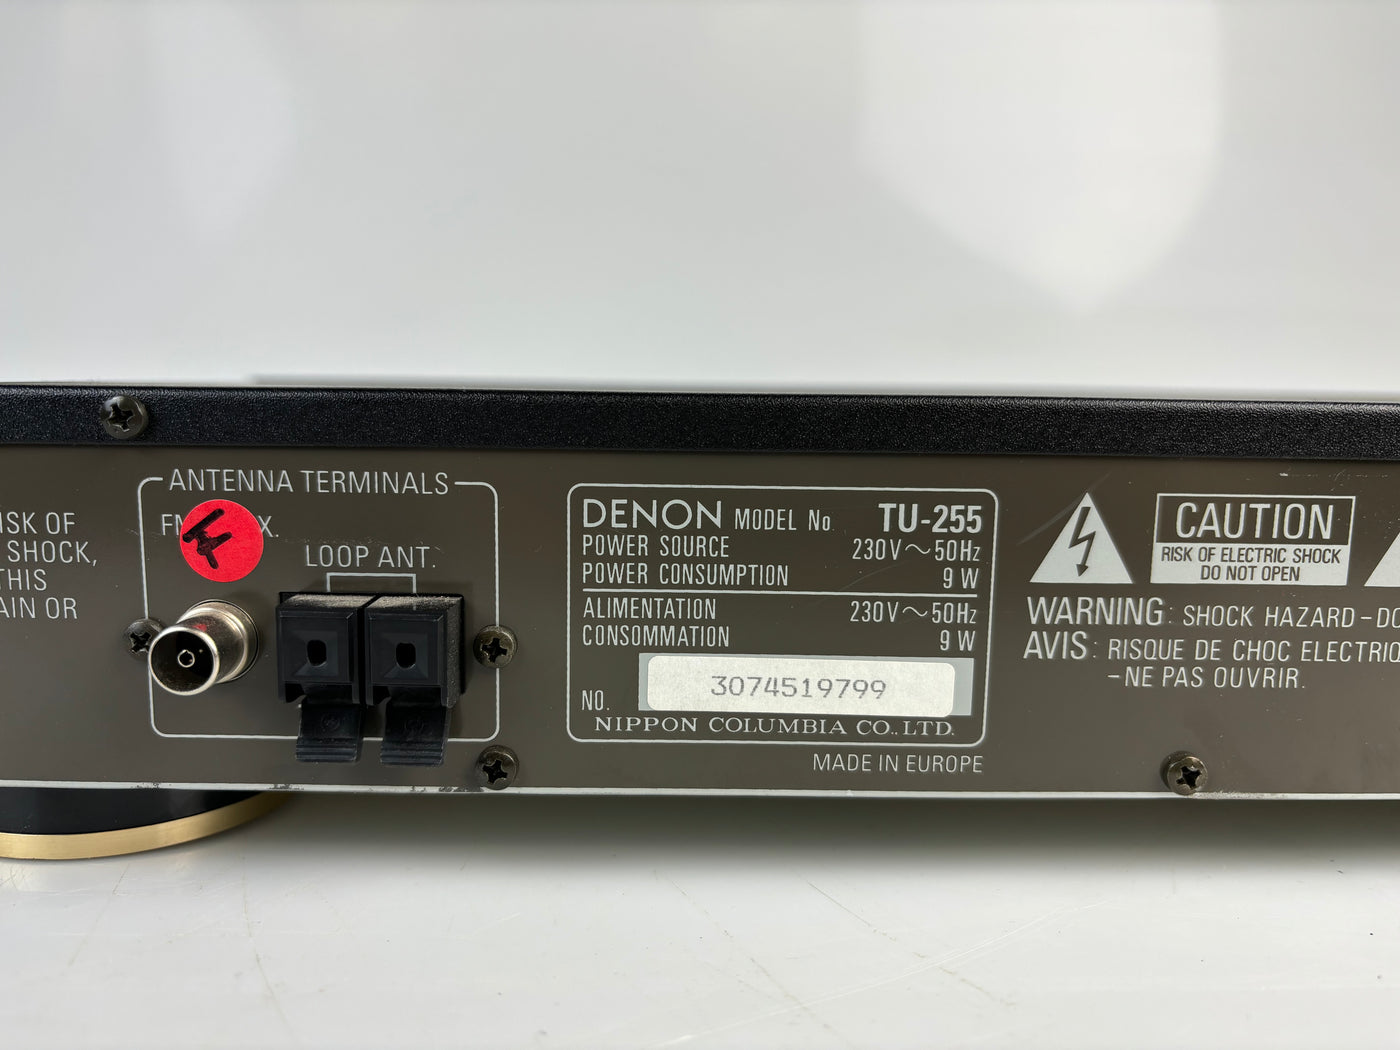 ISK OF
SHOCK,
THIS
AIN OR
ANTENNA TERMINALS
LOOP ANT.
DENON MODEL No. TU-255
POWER SOURCE 230V~50Hz
POWER CONSUMPTION 9 W
ALIMENTATION 230V~50Hz
CONSOMMATION 9 W
NO. 3074519799
NIPPON COLUMBIA CO.,LTD.
MADE IN EUROPE
CAUTION
RISK OF ELECTRIC SHOCK
DO NOT OPEN
WARNING: SHOCK HAZARD-DO
AVIS: RISQUE DE CHOC ELECTRIQ
-NE PAS OUVRIR.